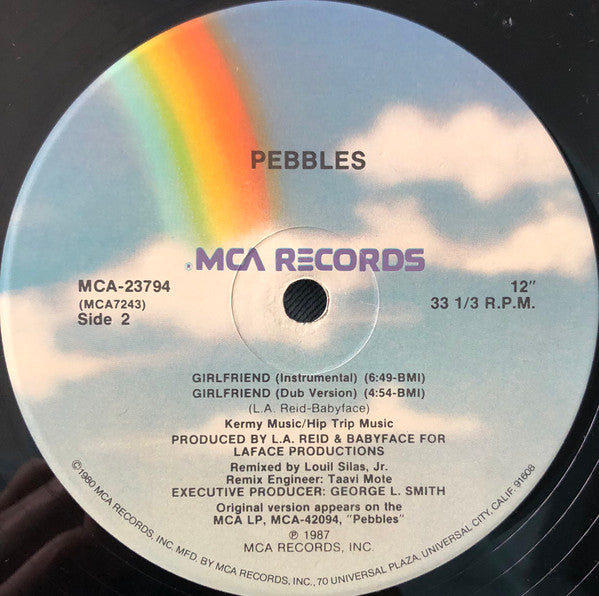 PEBBLES
® MCA RECORDS
MCA-23794
(MCA7243)
Side 2
12"
33 1/3 R.P.M.
GIRLFRIEND (Instrumental) (6:49-BMI)
GIRLFRIEND (Dub Version) (4:54-BMI)
(L.A. Reid-Babyface)
Kermy Music/Hip Trip Music
PRODUCED BY L.A. REID & BABYFACE FOR
LAFACE PRODUCTIONS
Remixed by Louil Silas, Jr.
Remix Engineer: Taavi Mote
EXECUTIVE PRODUCER: GEORGE L. SMITH
Original version appears on the
MCA LP, MCA-42094, "Pebbles"
℗ 1987
MCA RECORDS, INC.
©1980 MCA RECORDS, INC. MFD. BY MCA RECORDS, INC., 70 UNIVERSAL PLAZA, UNIVERSAL CITY, CALIF. 91608